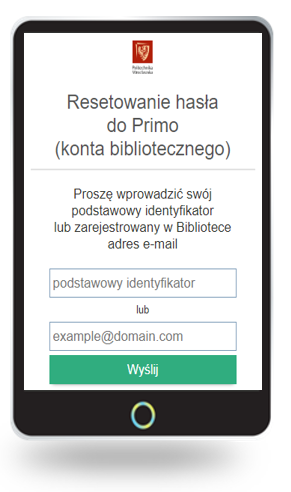 Politechnika
Wrocławska
Resetowanie hasła
do Primo
(konta bibliotecznego)
Proszę wprowadzić swój
podstawowy identyfikator
lub zarejestrowany w Bibliotece
adres e-mail
podstawowy identyfikator
lub
example@domain.com
Wyślij